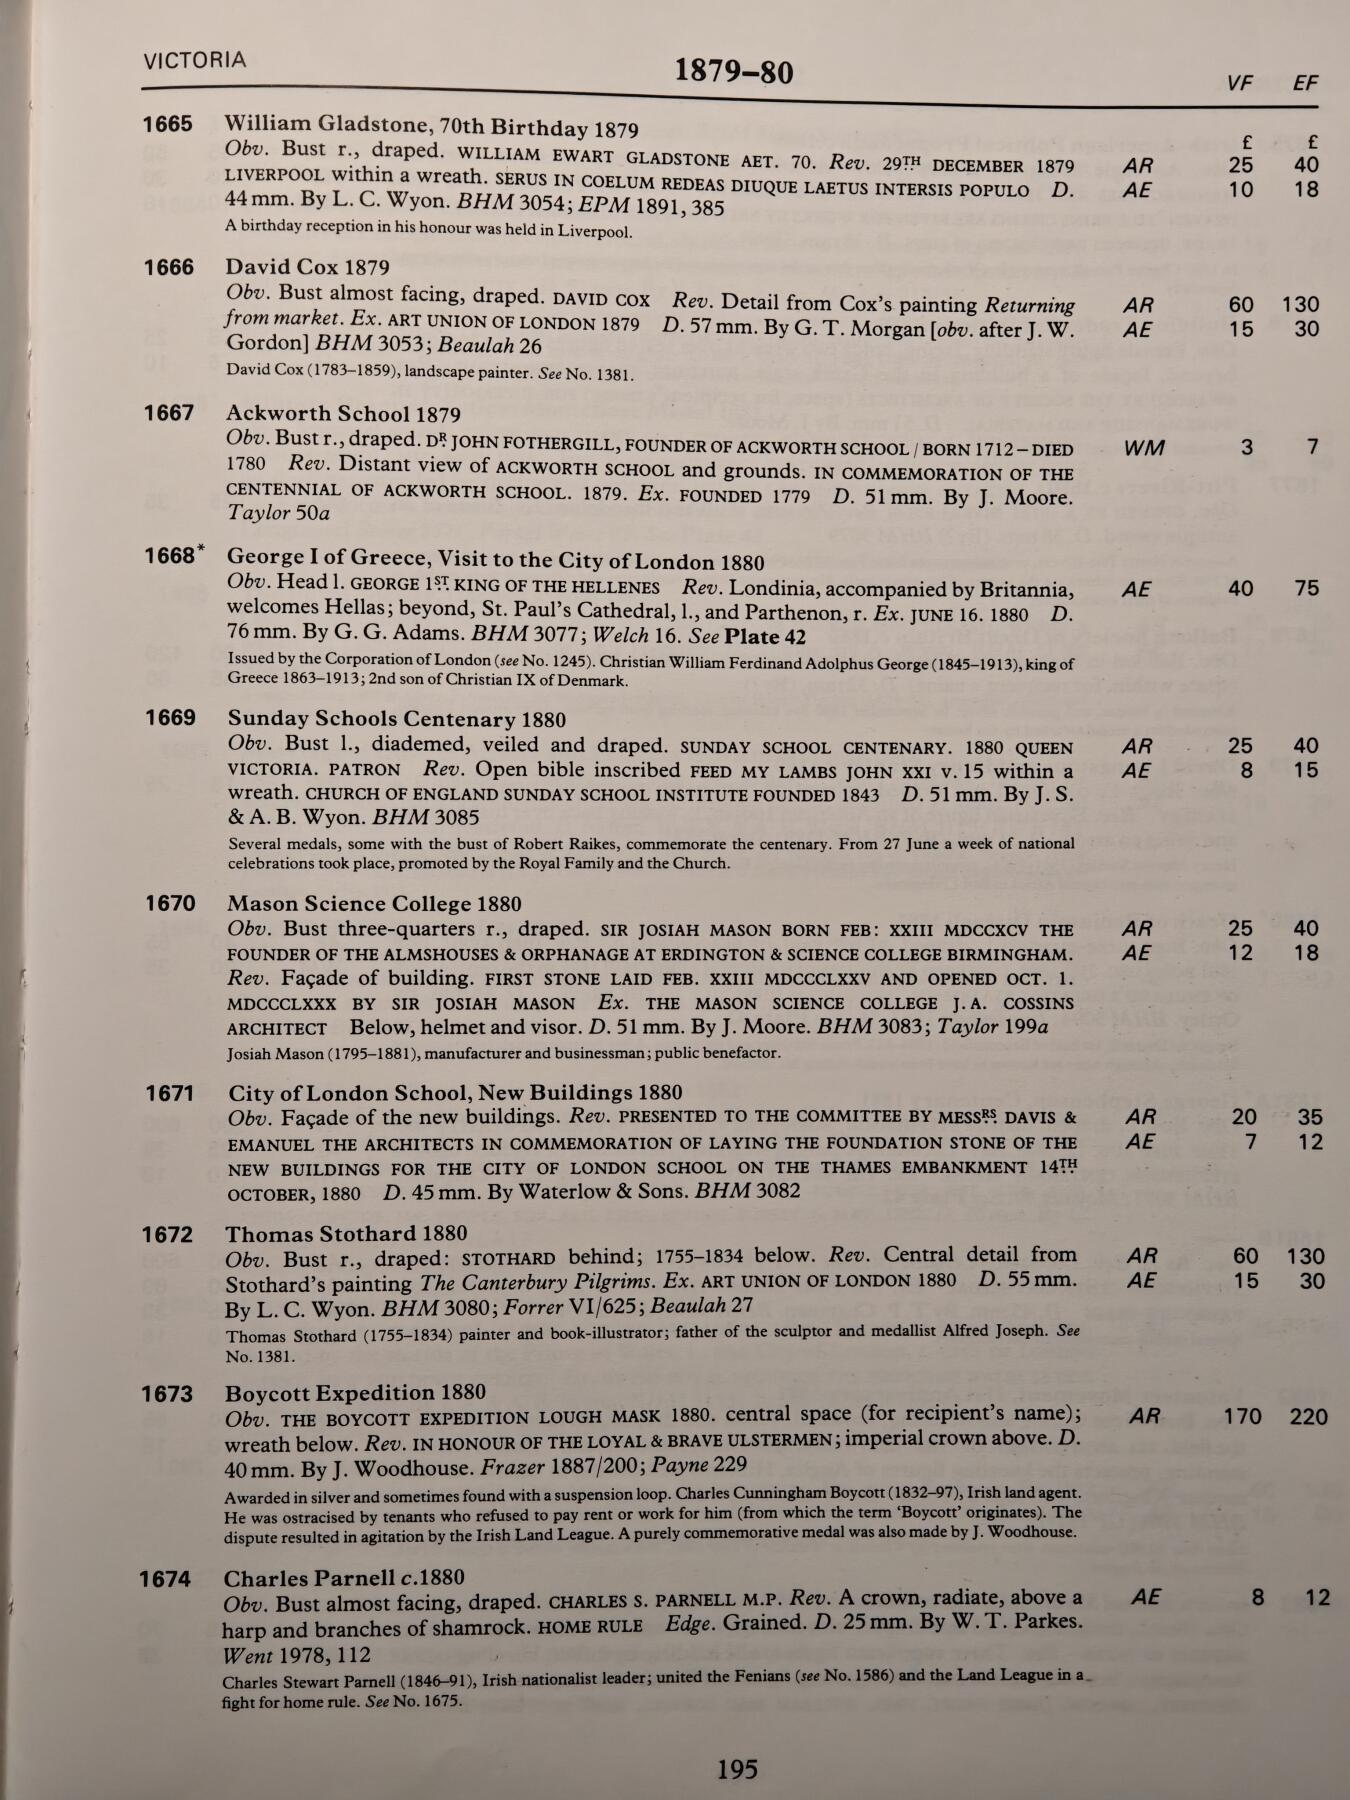 VICTORIA
1879–80
VF EF
1665 William Gladstone, 70th Birthday 1879 £ £
Obv. Bust r., draped. WILLIAM EWART GLADSTONE AET. 70. Rev. 29TH DECEMBER 1879 AR 25 40
LIVERPOOL within a wreath. SERUS IN COELUM REDEAS DIUQUE LAETUS INTERSIS POPULO D. AE 10 18
44 mm. By L. C. Wyon. BHM 3054; EPM 1891, 385
A birthday reception in his honour was held in Liverpool.
1666 David Cox 1879
Obv. Bust almost facing, draped. DAVID COX Rev. Detail from Cox's painting Returning AR 60 130
from market. Ex. ART UNION OF LONDON 1879 D. 57 mm. By G. T. Morgan [obv. after J. W. AE 15 30
Gordon] BHM 3053; Beaulah 26
David Cox (1783–1859), landscape painter. See No. 1381.
1667 Ackworth School 1879
Obv. Bust r., draped. DR JOHN FOTHERGILL, FOUNDER OF ACKWORTH SCHOOL / BORN 1712 – DIED WM 3 7
1780 Rev. Distant view of ACKWORTH SCHOOL and grounds. IN COMMEMORATION OF THE
CENTENNIAL OF ACKWORTH SCHOOL. 1879. Ex. FOUNDED 1779 D. 51 mm. By J. Moore.
Taylor 50a
1668* George I of Greece, Visit to the City of London 1880
Obv. Head l. GEORGE 1ST KING OF THE HELLENES Rev. Londinia, accompanied by Britannia, AE 40 75
welcomes Hellas; beyond, St. Paul's Cathedral, l., and Parthenon, r. Ex. JUNE 16. 1880 D.
76 mm. By G. G. Adams. BHM 3077; Welch 16. See Plate 42
Issued by the Corporation of London (see No. 1245). Christian William Ferdinand Adolphus George (1845–1913), king of
Greece 1863–1913; 2nd son of Christian IX of Denmark.
1669 Sunday Schools Centenary 1880
Obv. Bust l., diademed, veiled and draped. SUNDAY SCHOOL CENTENARY. 1880 QUEEN AR 25 40
VICTORIA. PATRON Rev. Open bible inscribed FEED MY LAMBS JOHN XXI V. 15 within a AE 8 15
wreath. CHURCH OF ENGLAND SUNDAY SCHOOL INSTITUTE FOUNDED 1843 D. 51 mm. By J. S.
& A. B. Wyon. BHM 3085
Several medals, some with the bust of Robert Raikes, commemorate the centenary. From 27 June a week of national
celebrations took place, promoted by the Royal Family and the Church.
1670 Mason Science College 1880
Obv. Bust three-quarters r., draped. SIR JOSIAH MASON BORN FEB: XXIII MDCCXCV THE AR 25 40
FOUNDER OF THE ALMSHOUSES & ORPHANAGE AT ERDINGTON & SCIENCE COLLEGE BIRMINGHAM. AE 12 18
Rev. Façade of building. FIRST STONE LAID FEB. XXIII MDCCCLXXV AND OPENED OCT. 1.
MDCCCLXXX BY SIR JOSIAH MASON Ex. THE MASON SCIENCE COLLEGE J. A. COSSINS
ARCHITECT Below, helmet and visor. D. 51 mm. By J. Moore. BHM 3083; Taylor 199a
Josiah Mason (1795–1881), manufacturer and businessman; public benefactor.
1671 City of London School, New Buildings 1880
Obv. Façade of the new buildings. Rev. PRESENTED TO THE COMMITTEE BY MESSRS DAVIS & AR 20 35
EMANUEL THE ARCHITECTS IN COMMEMORATION OF LAYING THE FOUNDATION STONE OF THE AE 7 12
NEW BUILDINGS FOR THE CITY OF LONDON SCHOOL ON THE THAMES EMBANKMENT 14TH
OCTOBER, 1880 D. 45 mm. By Waterlow & Sons. BHM 3082
1672 Thomas Stothard 1880
Obv. Bust r., draped: STOTHARD behind; 1755–1834 below. Rev. Central detail from AR 60 130
Stothard's painting The Canterbury Pilgrims. Ex. ART UNION OF LONDON 1880 D. 55 mm. AE 15 30
By L. C. Wyon. BHM 3080; Forrer VI/625; Beaulah 27
Thomas Stothard (1755–1834) painter and book-illustrator; father of the sculptor and medallist Alfred Joseph. See
No. 1381.
1673 Boycott Expedition 1880
Obv. THE BOYCOTT EXPEDITION LOUGH MASK 1880. central space (for recipient's name); AR 170 220
wreath below. Rev. IN HONOUR OF THE LOYAL & BRAVE ULSTERMEN; imperial crown above. D.
40 mm. By J. Woodhouse. Frazer 1887/200; Payne 229
Awarded in silver and sometimes found with a suspension loop. Charles Cunningham Boycott (1832–97), Irish land agent.
He was ostracised by tenants who refused to pay rent or work for him (from which the term 'Boycott' originates). The
dispute resulted in agitation by the Irish Land League. A purely commemorative medal was also made by J. Woodhouse.
1674 Charles Parnell c.1880
Obv. Bust almost facing, draped. CHARLES S. PARNELL M.P. Rev. A crown, radiate, above a AE 8 12
harp and branches of shamrock. HOME RULE Edge. Grained. D. 25 mm. By W. T. Parkes.
Went 1978, 112
Charles Stewart Parnell (1846–91), Irish nationalist leader; united the Fenians (see No. 1586) and the Land League in a
fight for home rule. See No. 1675.
195